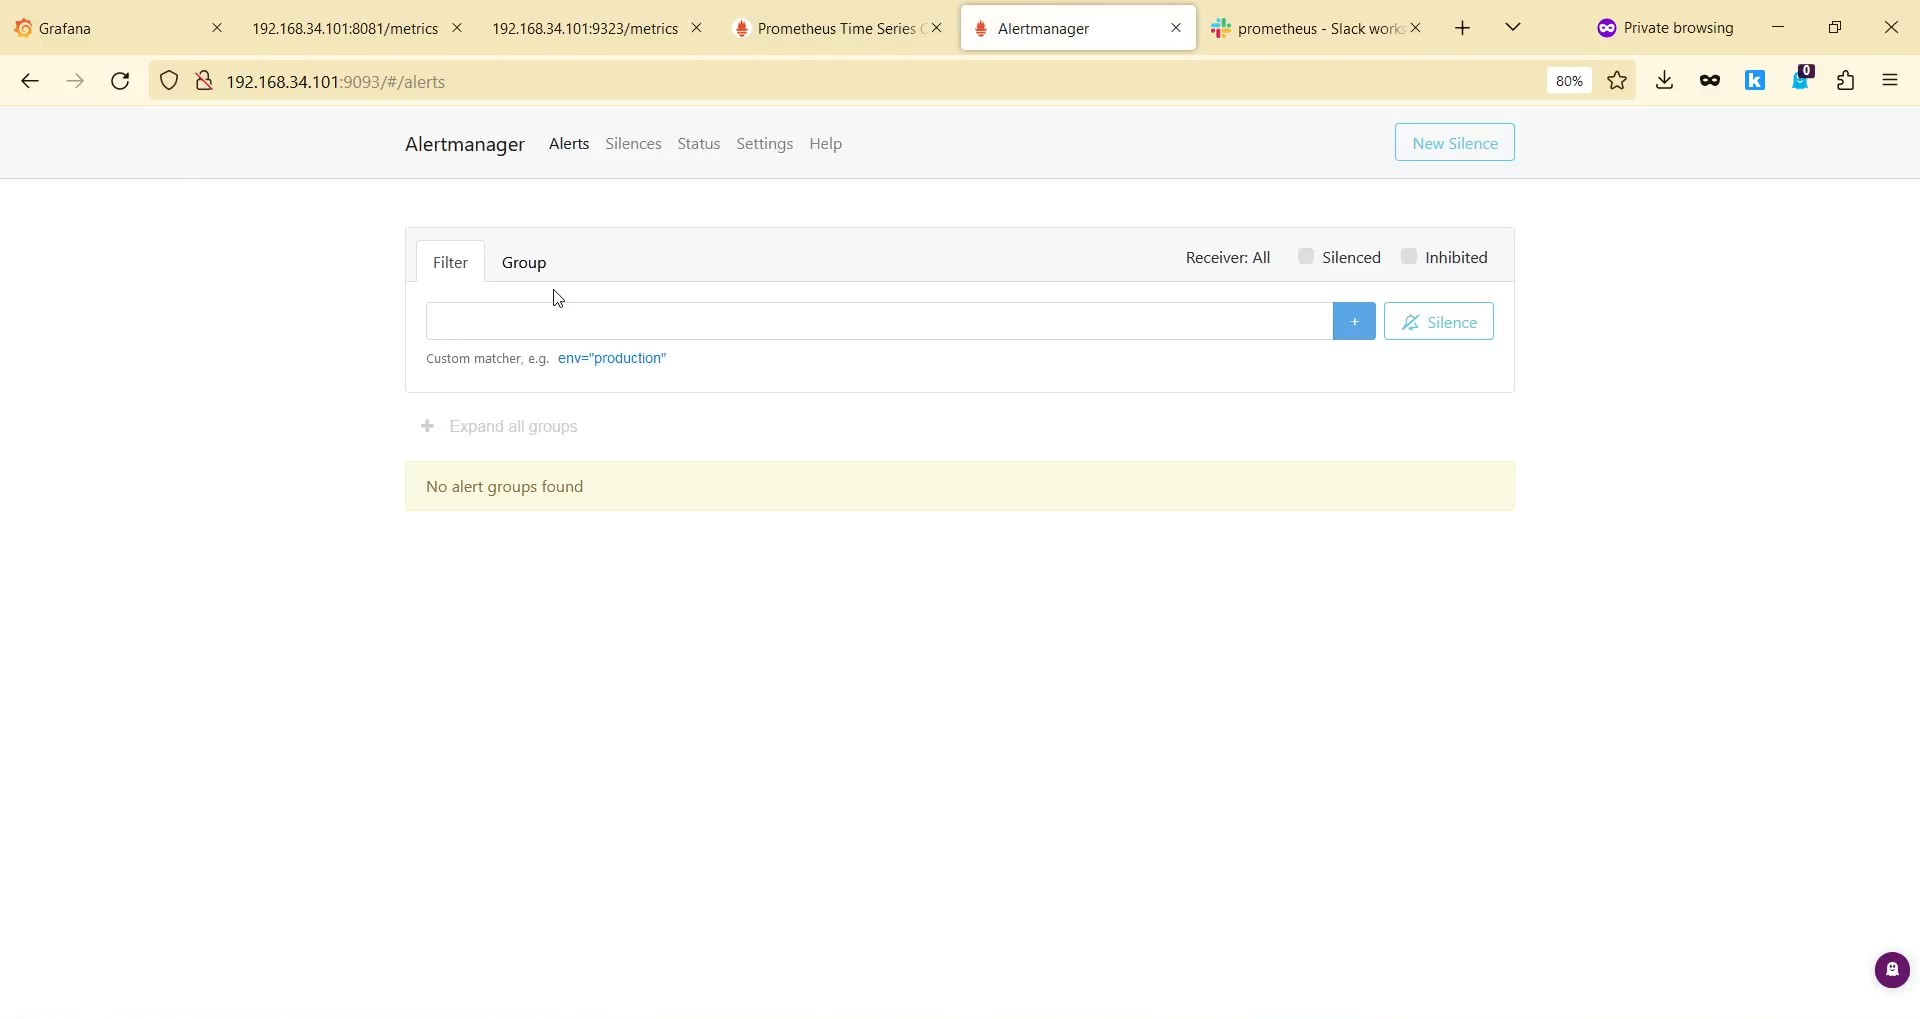 Grafana
192.168.34.101:8081/metrics
192.168.34.101:9323/metrics
Prometheus Time Series C
Alertmanager
prometheus - Slack works
Private browsing
192.168.34.101:9093/#/alerts
80%
k
0
Alertmanager
Alerts
Silences
Status
Settings
Help
New Silence
Filter
Group
Receiver: All
Silenced
Inhibited
+
Silence
Custom matcher, e.g. env="production"
+ Expand all groups
No alert groups found